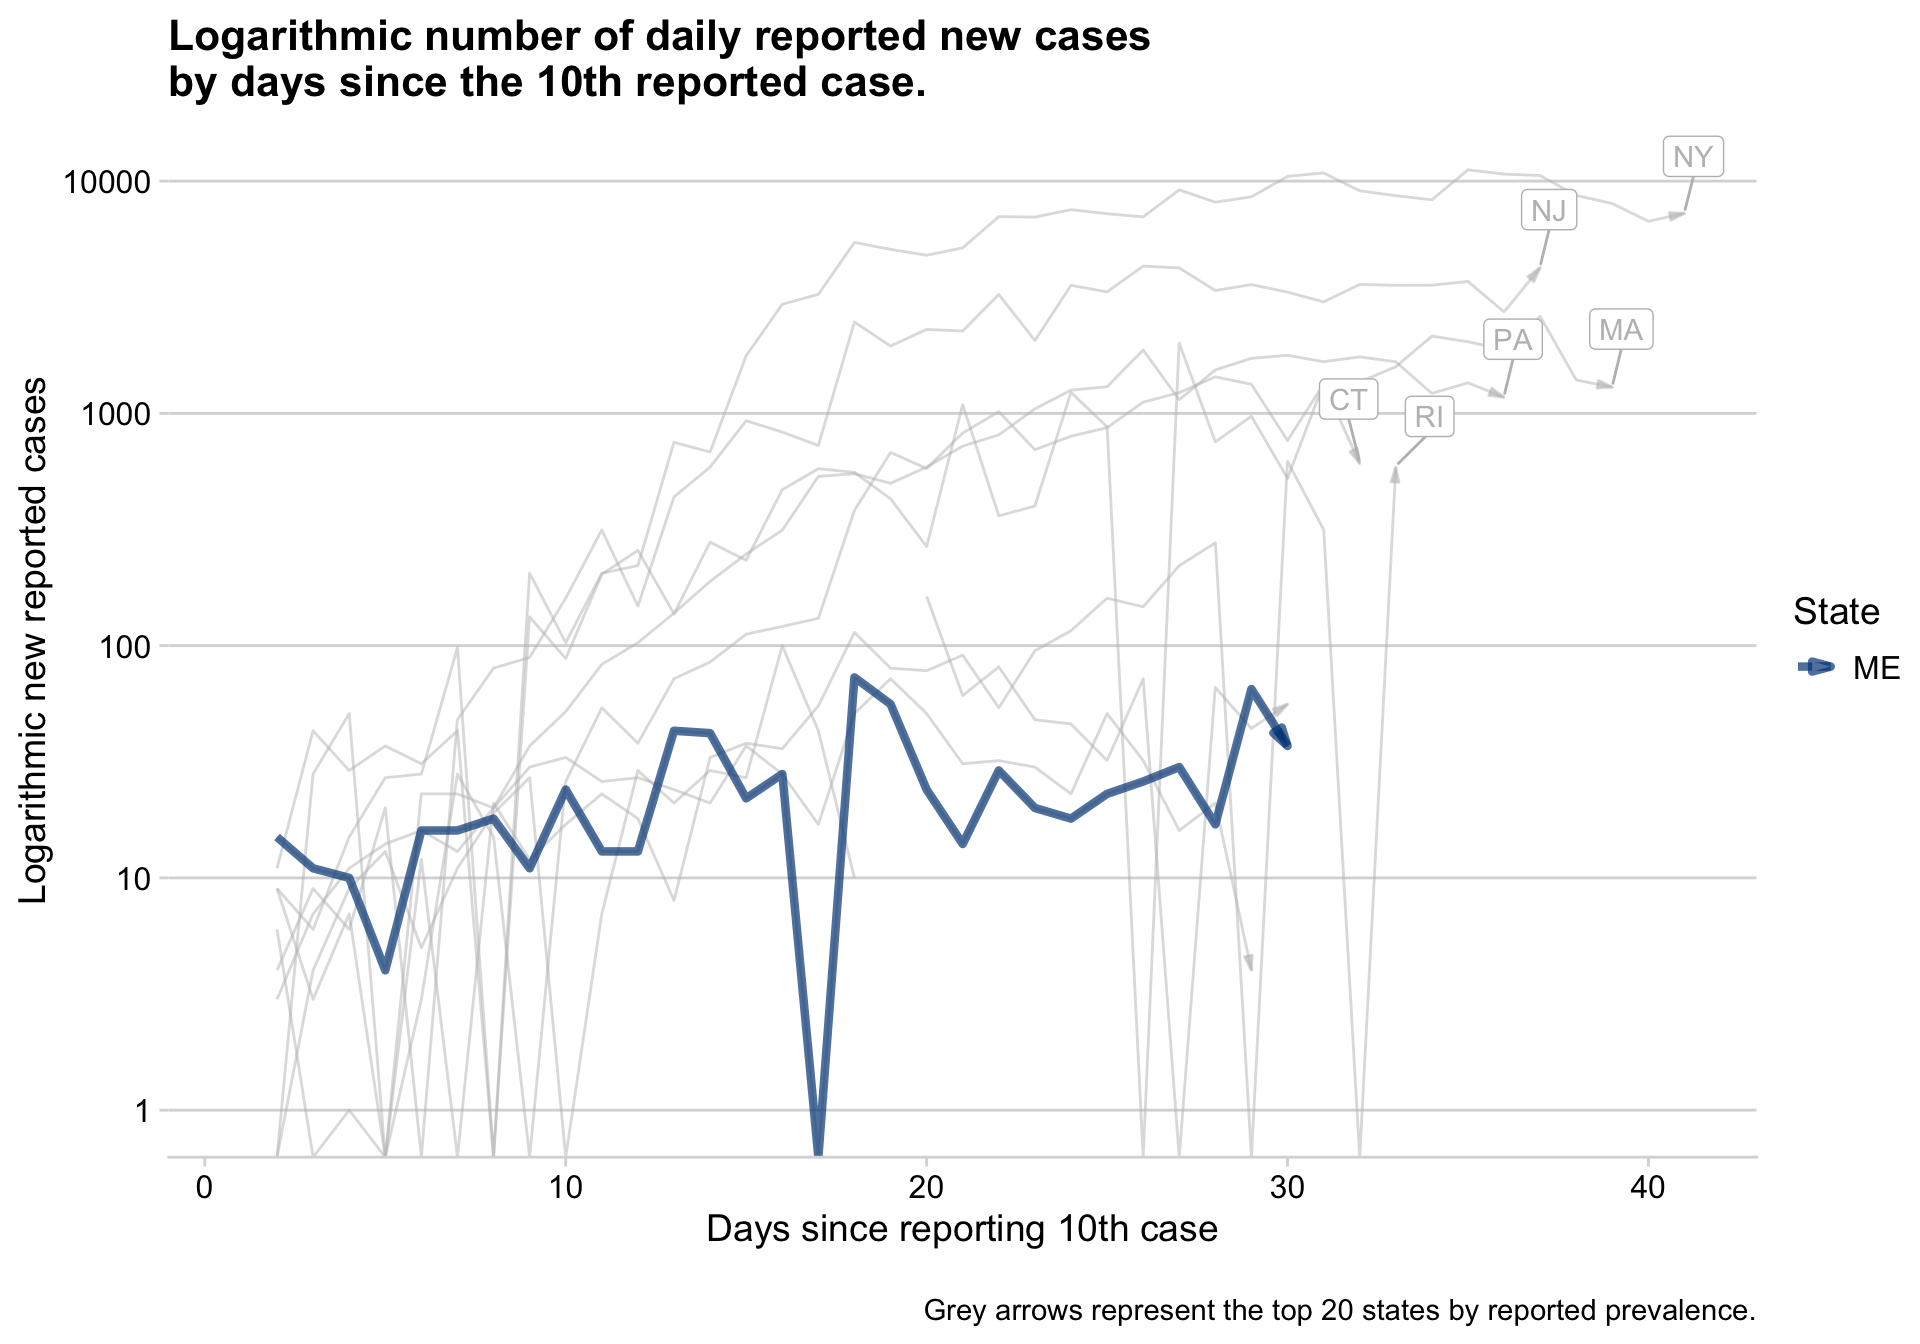 Logarithmic number of daily reported new cases
by days since the 10th reported case.
Logarithmic new reported cases
10000
1000
100
10
1
NY
NJ
MA
PA
CT
RI
State
ME
0
10
20
30
40
Days since reporting 10th case
Grey arrows represent the top 20 states by reported prevalence.